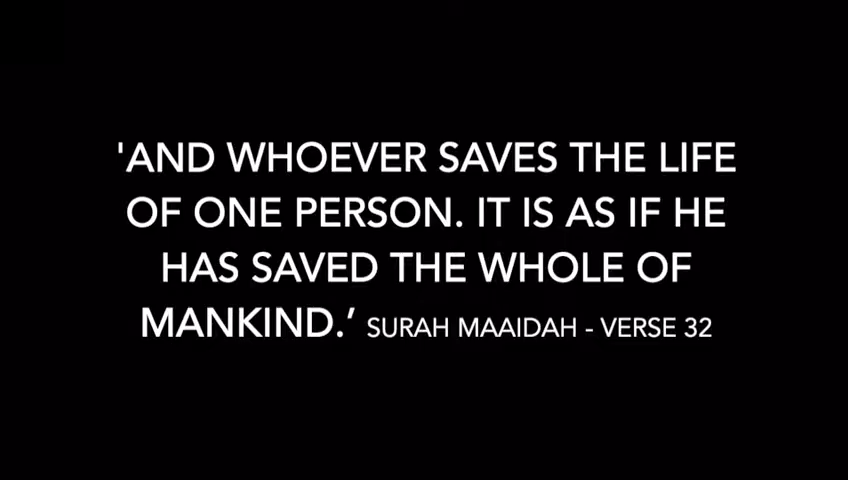 'AND WHOEVER SAVES THE LIFE
OF ONE PERSON. IT IS AS IF HE
HAS SAVED THE WHOLE OF
MANKIND.’ SURAH MAAIDAH - VERSE 32